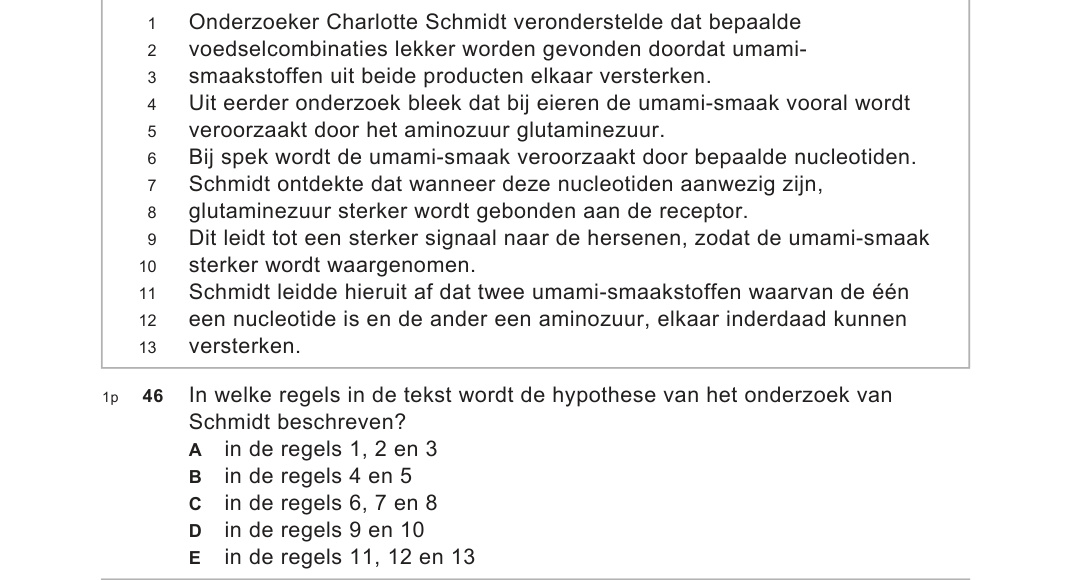 1 Onderzoeker Charlotte Schmidt veronderstelde dat bepaalde
2 voedselcombinaties lekker worden gevonden doordat umami-
3 smaakstoffen uit beide producten elkaar versterken.
4 Uit eerder onderzoek bleek dat bij eieren de umami-smaak vooral wordt
5 veroorzaakt door het aminozuur glutaminezuur.
6 Bij spek wordt de umami-smaak veroorzaakt door bepaalde nucleotiden.
7 Schmidt ontdekte dat wanneer deze nucleotiden aanwezig zijn,
8 glutaminezuur sterker wordt gebonden aan de receptor.
9 Dit leidt tot een sterker signaal naar de hersenen, zodat de umami-smaak
10 sterker wordt waargenomen.
11 Schmidt leidde hieruit af dat twee umami-smaakstoffen waarvan de één
12 een nucleotide is en de ander een aminozuur, elkaar inderdaad kunnen
13 versterken.
1p 46 In welke regels in de tekst wordt de hypothese van het onderzoek van
Schmidt beschreven?
A in de regels 1, 2 en 3
B in de regels 4 en 5
C in de regels 6, 7 en 8
D in de regels 9 en 10
E in de regels 11, 12 en 13